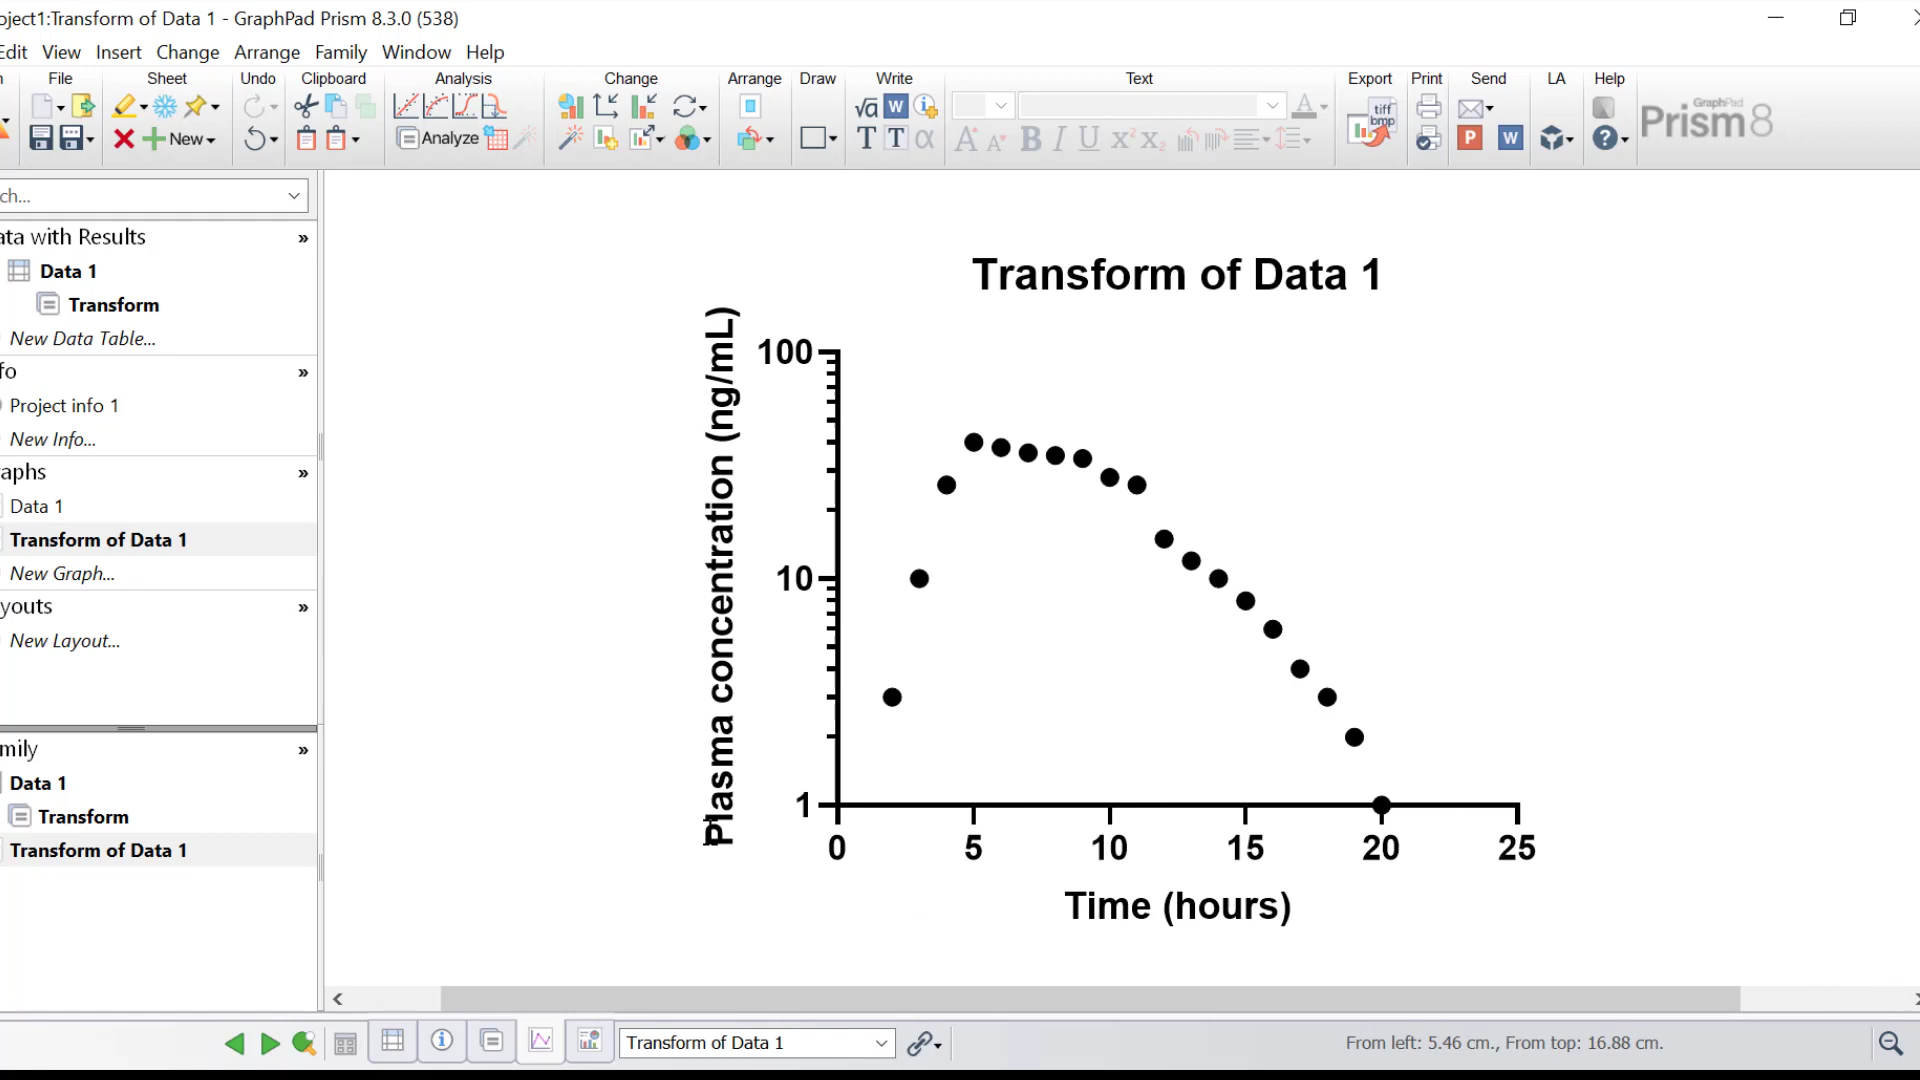 oject1:Transform of Data 1 - GraphPad Prism 8.3.0 (538)
Edit View Insert Change Arrange Family Window Help
File Sheet Undo Clipboard Analysis Change Arrange Draw Write Text Export Print Send LA Help
New
Analyze
GraphPad
Prism 8
tiff
bmp
ch...
ata with Results »
Data 1
Transform
New Data Table...
fo »
Project info 1
New Info...
aphs »
Data 1
Transform of Data 1
New Graph...
youts »
New Layout...
mily »
Data 1
Transform
Transform of Data 1
Transform of Data 1
Plasma concentration (ng/mL)
100
10
1
0 5 10 15 20 25
Time (hours)
Transform of Data 1
From left: 5.46 cm., From top: 16.88 cm.